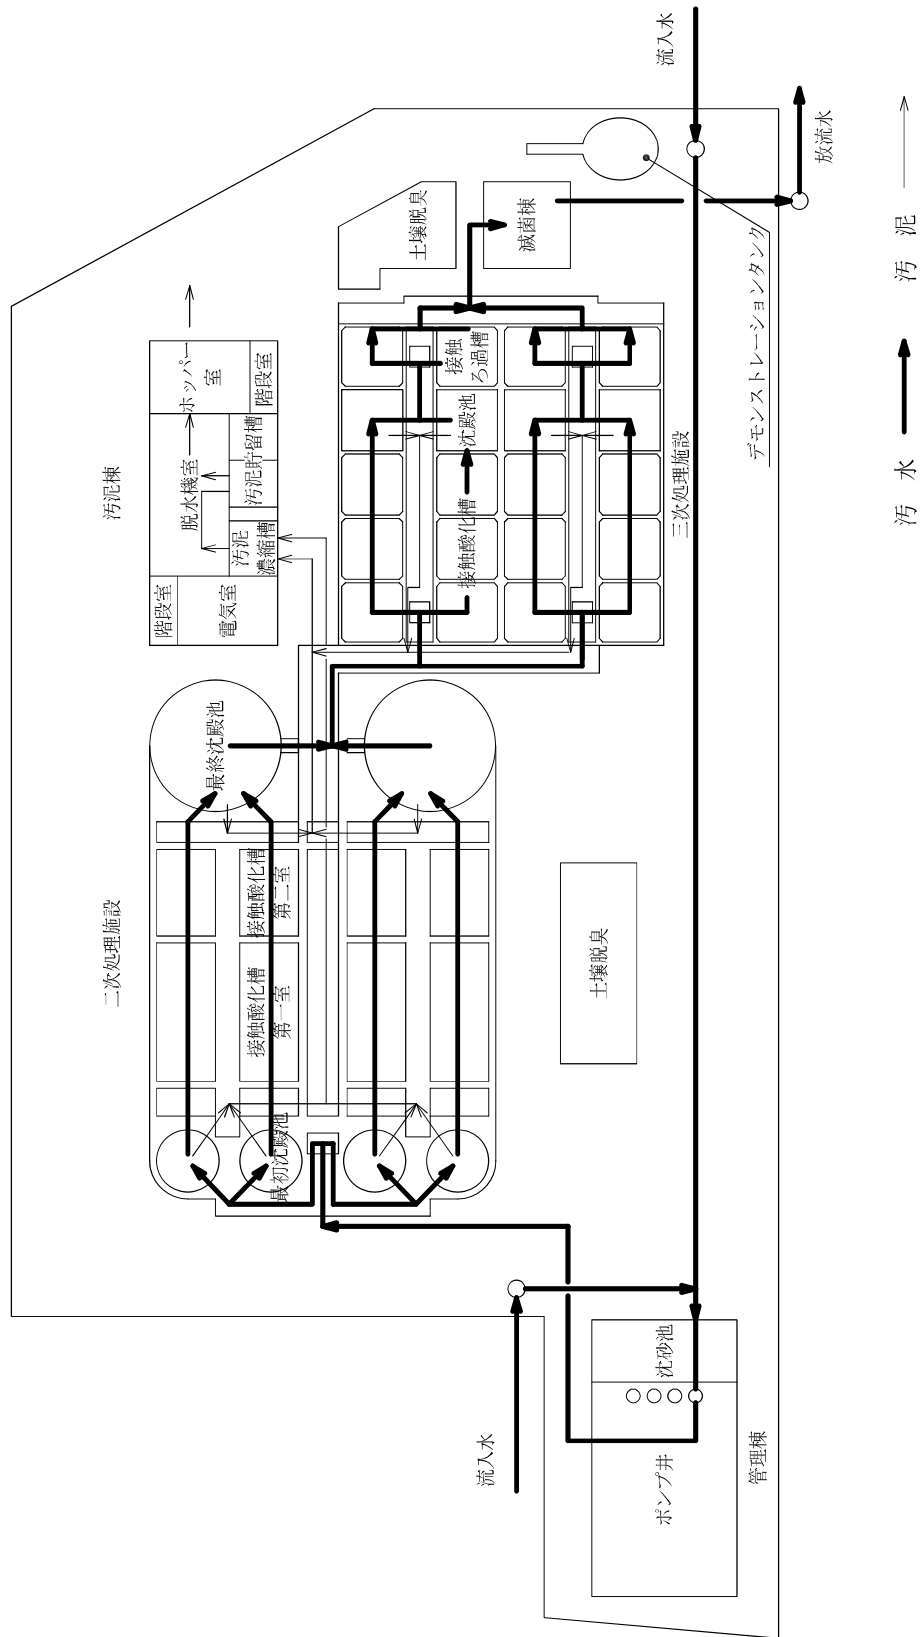 汚泥棟
階段室
電気室
脱水機室
汚泥
濃縮槽
汚泥貯留槽
ホッパー
室
階段室
二次処理施設
最初沈殿池
接触酸化槽
第一室
接触酸化槽
第二室
最終沈殿池
土壌脱臭
接触酸化槽
沈殿池
接触
ろ過槽
滅菌棟
三次処理施設
土壌脱臭
流入水
ポンプ井
沈砂池
管理棟
デモンストレーションタンク
流入水
放流水
汚 水
汚 泥